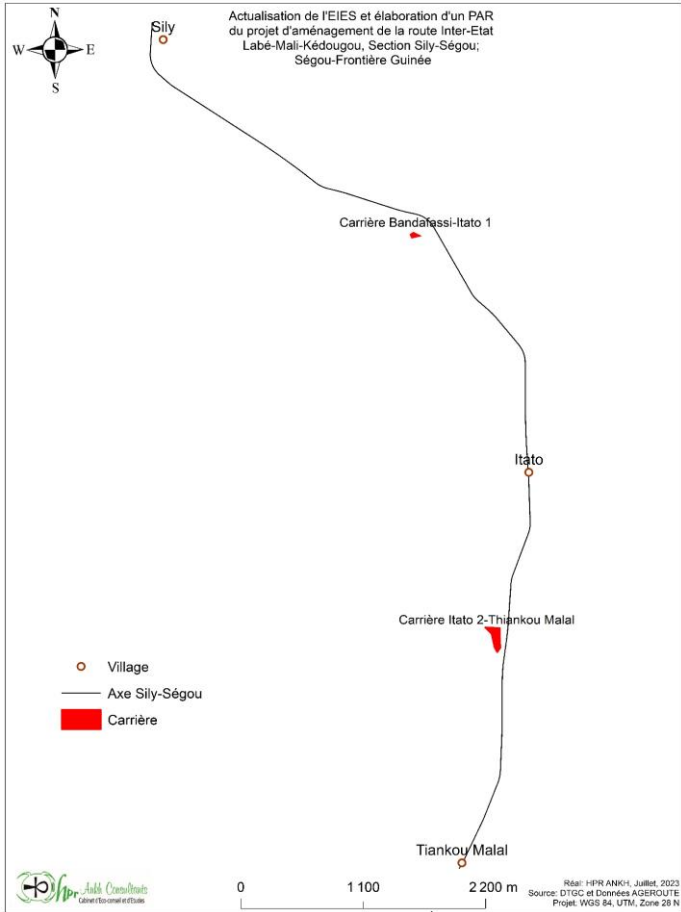 Actualisation de l'EIES et élaboration d'un PAR
du projet d'aménagement de la route Inter-Etat
Labé-Mali-Kédougou, Section Sily-Ségou;
Ségou-Frontière Guinée
N
W
E
S
Sily
Carrière Bandafassi-Itato 1
Itato
Carrière Itato 2-Thiankou Malal
Village
Axe Sily-Ségou
Carrière
Tiankou Malal
hpr Ankh Consultants
Cabinet d'Eco-conseil et d'Etudes
0 1 100 2 200 m
Réal: HPR ANKH, Juillet, 2023
Source: DTGC et Données AGEROUTE
Projet: WGS 84, UTM, Zone 28 N